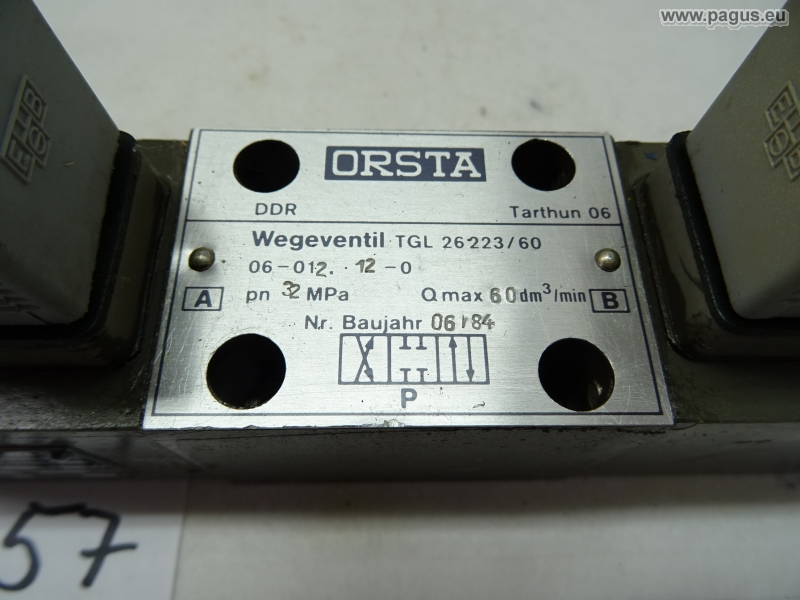 www.pagus.eu
ORSTA
DDR Tarthun 06
Wegeventil TGL 26223/60
06-012. 12-0
A pn 32 MPa Q max 60 dm³/min B
Nr. Baujahr 06/84
P
57